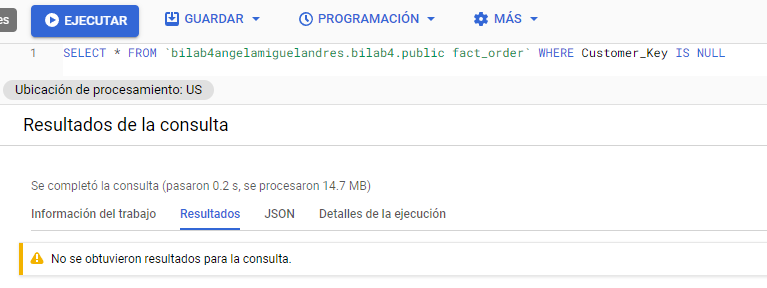 es EJECUTAR GUARDAR PROGRAMACIÓN MÁS
1 SELECT * FROM `bilab4angelamiguelandres.bilab4.public fact_order` WHERE Customer_Key IS NULL
Ubicación de procesamiento: US
Resultados de la consulta
Se completó la consulta (pasaron 0.2 s, se procesaron 14.7 MB)
Información del trabajo Resultados JSON Detalles de la ejecución
No se obtuvieron resultados para la consulta.